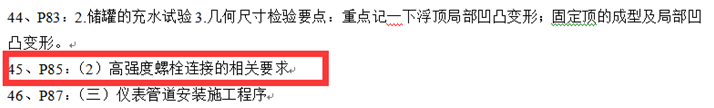 44、P83：2.储罐的充水试验 3.几何尺寸检验要点：重点记一下浮顶局部凹凸变形；固定顶的成型及局部凹
凸变形。
45、P85：（2）高强度螺栓连接的相关要求
46、P87：（三）仪表管道安装施工程序